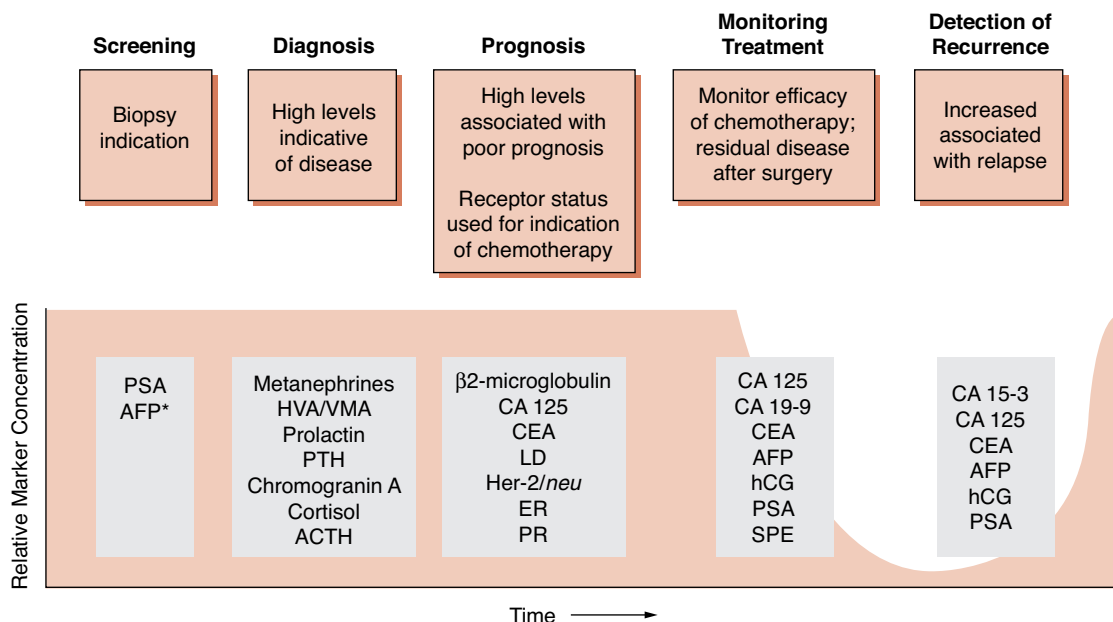 Screening
Biopsy
indication
Diagnosis
High levels
indicative
of disease
Prognosis
High levels
associated with
poor prognosis
Receptor status
used for indication
of chemotherapy
Monitoring
Treatment
Monitor efficacy
of chemotherapy;
residual disease
after surgery
Detection of
Recurrence
Increased
associated
with relapse
Relative Marker Concentration
PSA
AFP*
Metanephrines
HVA/VMA
Prolactin
PTH
Chromogranin A
Cortisol
ACTH
β2-microglobulin
CA 125
CEA
LD
Her-2/neu
ER
PR
CA 125
CA 19-9
CEA
AFP
hCG
PSA
SPE
CA 15-3
CA 125
CEA
AFP
hCG
PSA
Time